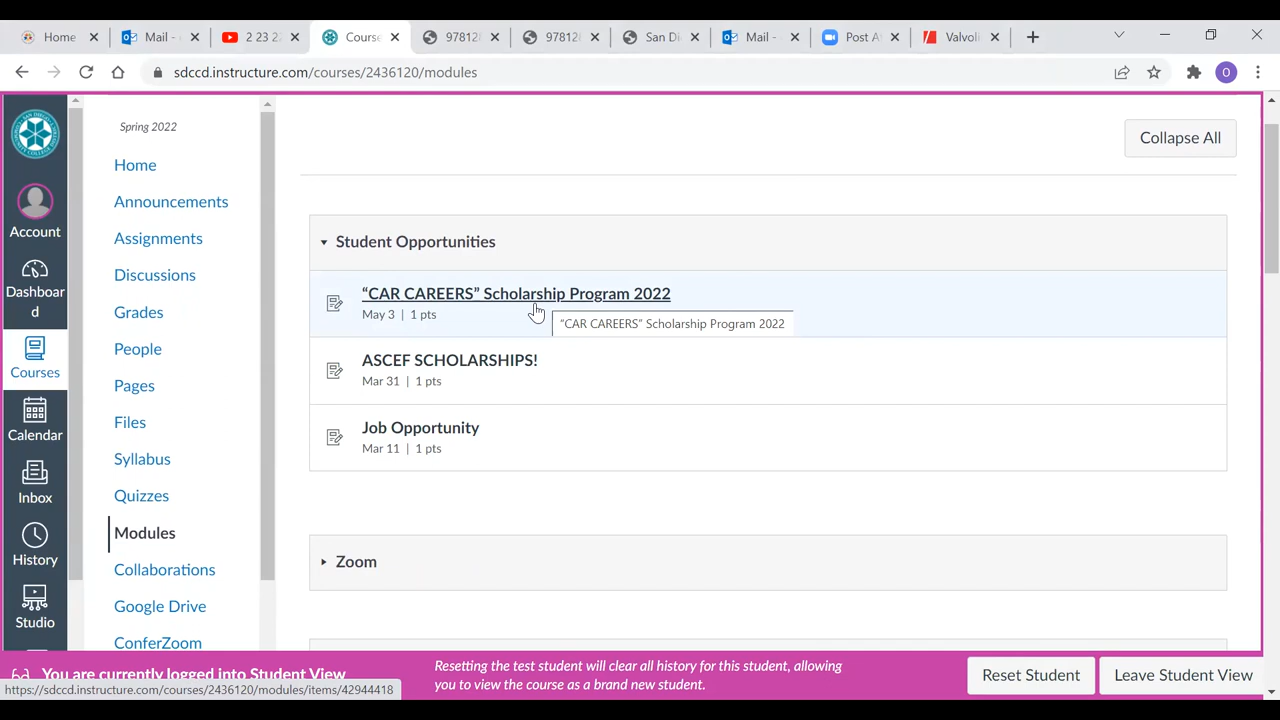 Home
Mail -
2 23 2
Course
97812
97812
San Di
Mail -
Post A
Valvoli
sdccd.instructure.com/courses/2436120/modules
O
Account
Dashboar
d
Courses
Calendar
Inbox
History
Studio
Spring 2022
Home
Announcements
Assignments
Discussions
Grades
People
Pages
Files
Syllabus
Quizzes
Modules
Collaborations
Google Drive
ConferZoom
Collapse All
Student Opportunities
“CAR CAREERS” Scholarship Program 2022
May 3 | 1 pts
“CAR CAREERS” Scholarship Program 2022
ASCEF SCHOLARSHIPS!
Mar 31 | 1 pts
Job Opportunity
Mar 11 | 1 pts
Zoom
You are currently logged into Student View
Resetting the test student will clear all history for this student, allowing
you to view the course as a brand new student.
Reset Student
Leave Student View
https://sdccd.instructure.com/courses/2436120/modules/items/42944418